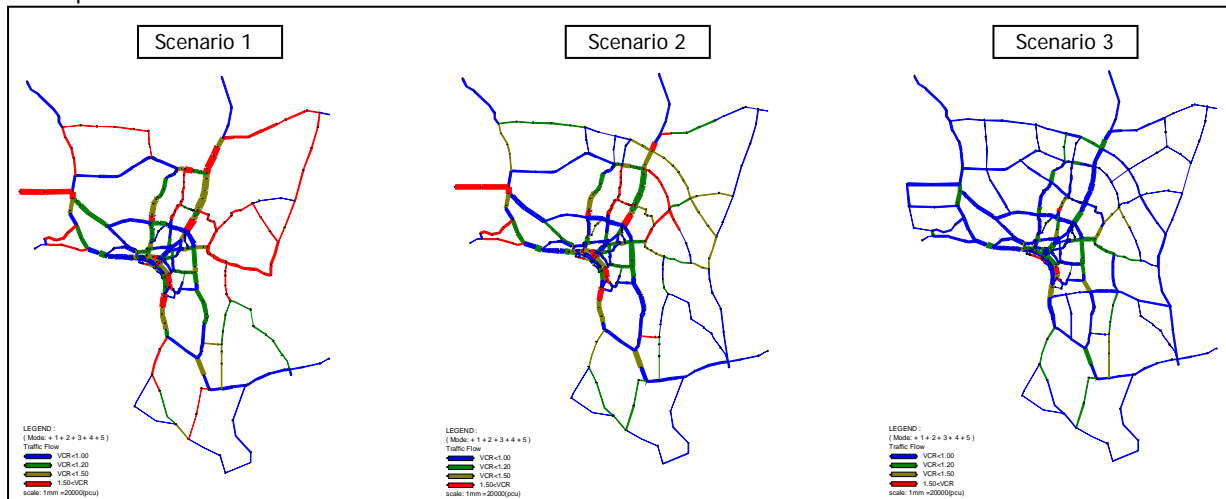 Scenario 1
Scenario 2
Scenario 3
LEGEND :
( Mode: + 1 + 2 + 3 + 4 + 5 )
Traffic Flow
VCR<1.00
VCR<1.20
VCR<1.50
1.50<VCR
scale: 1mm =20000(pcu)
LEGEND :
( Mode: + 1 + 2 + 3 + 4 + 5 )
Traffic Flow
VCR<1.00
VCR<1.20
VCR<1.50
1.50<VCR
scale: 1mm =20000(pcu)
LEGEND :
( Mode: + 1 + 2 + 3 + 4 + 5 )
Traffic Flow
VCR<1.00
VCR<1.20
VCR<1.50
1.50<VCR
scale: 1mm =20000(pcu)